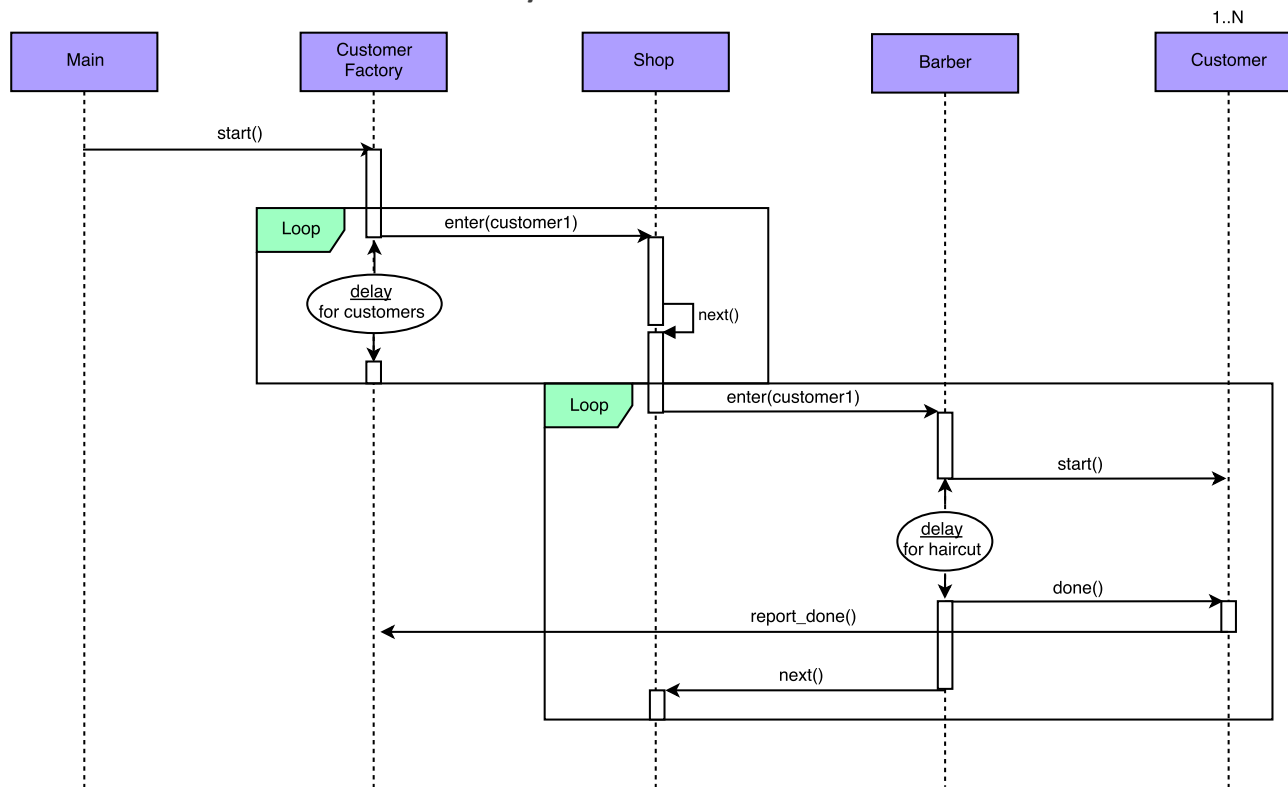 1..N
Main
Customer
Factory
Shop
Barber
Customer
start()
Loop
enter(customer1)
delay
for customers
next()
Loop
enter(customer1)
start()
delay
for haircut
done()
report_done()
next()